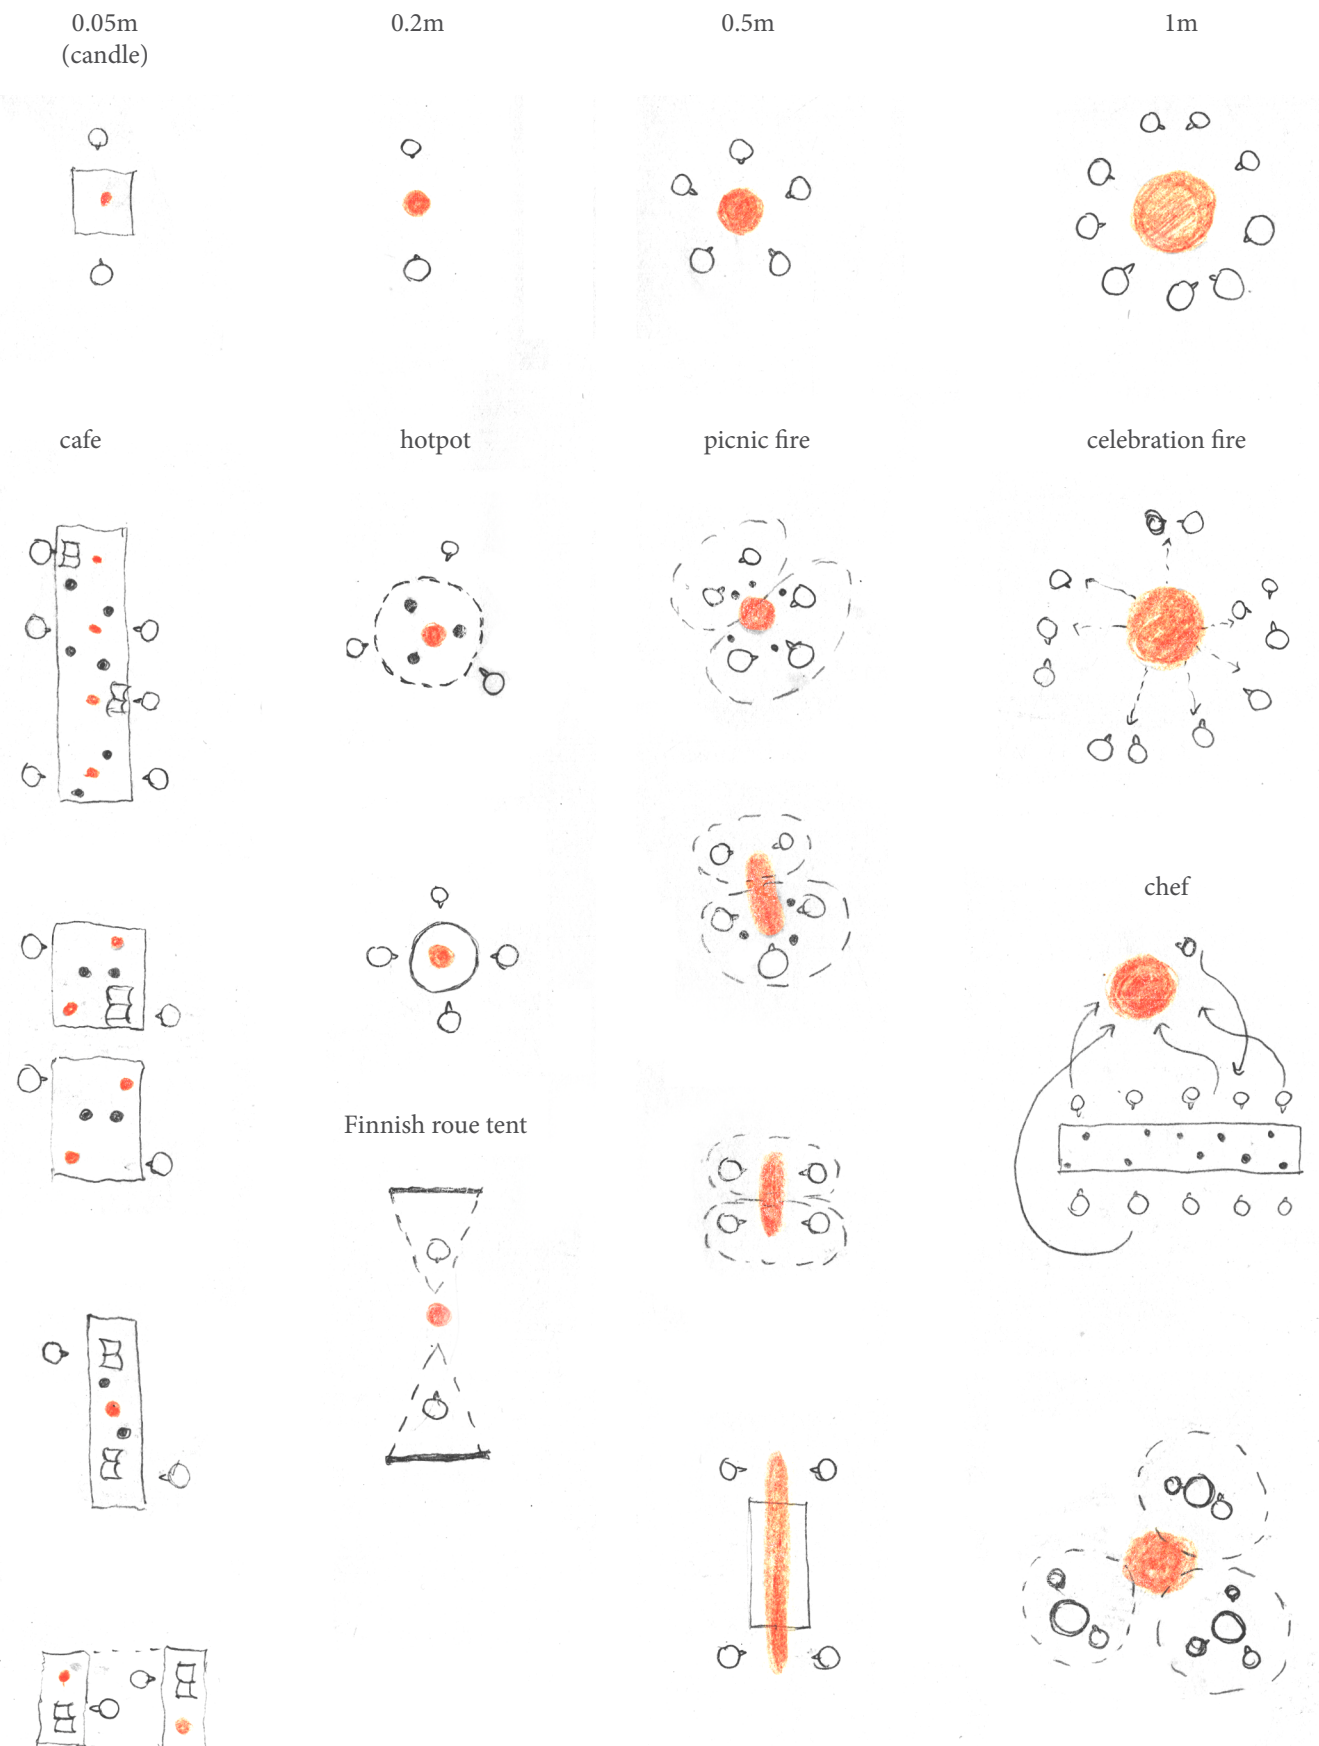 0.05m
(candle)
0.2m
0.5m
1m
cafe
hotpot
picnic fire
celebration fire
chef
Finnish roue tent